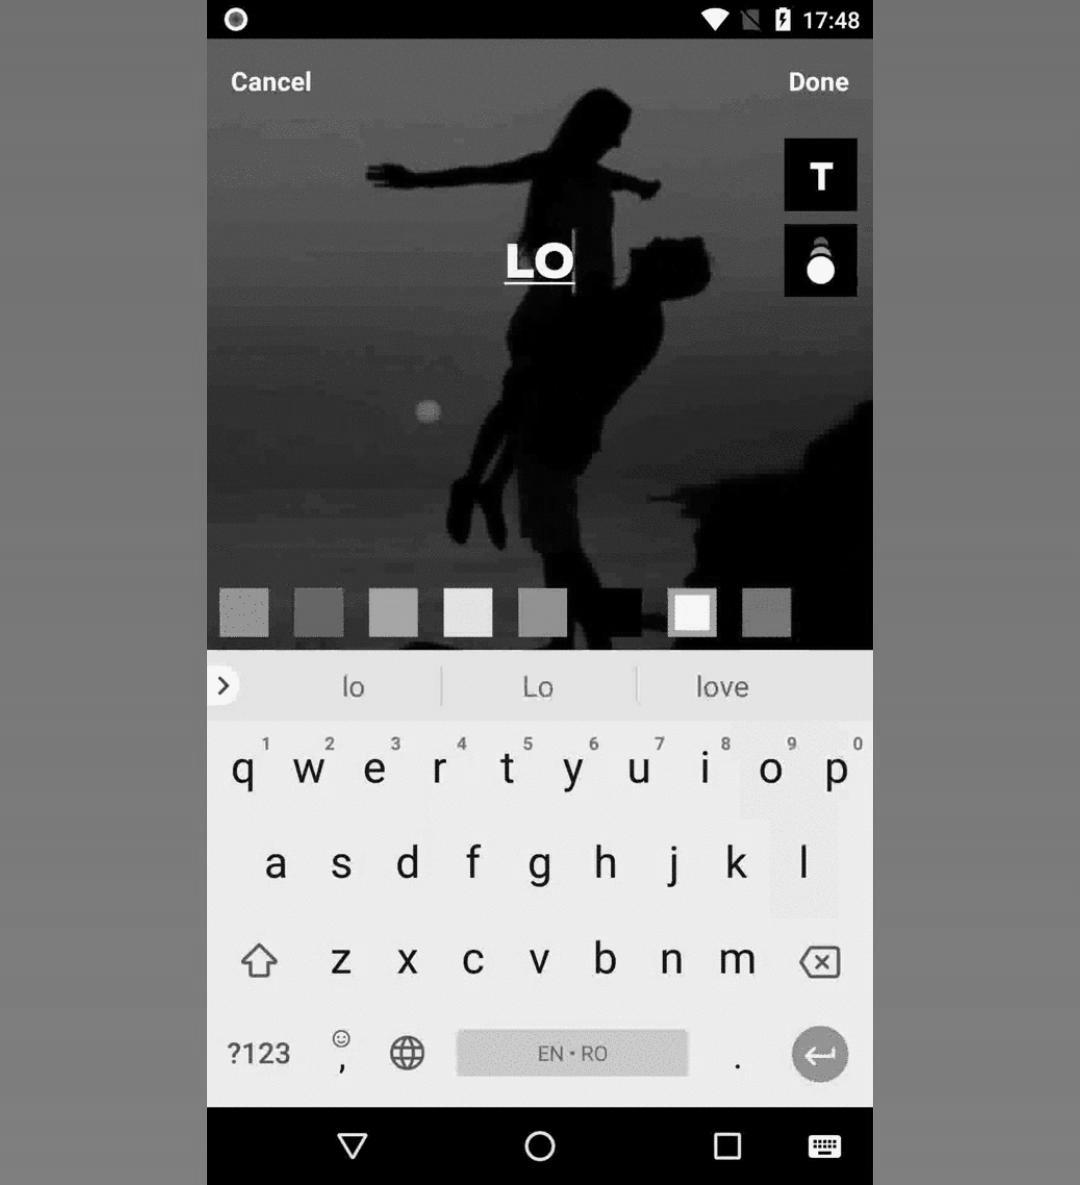 17:48
Cancel
Done
T
LO
lo
Lo
love
q 1 w 2 e 3 r 4 t 5 y 6 u 7 i 8 o 9 p 0
a s d f g h j k l
z x c v b n m
?123 , EN • RO .